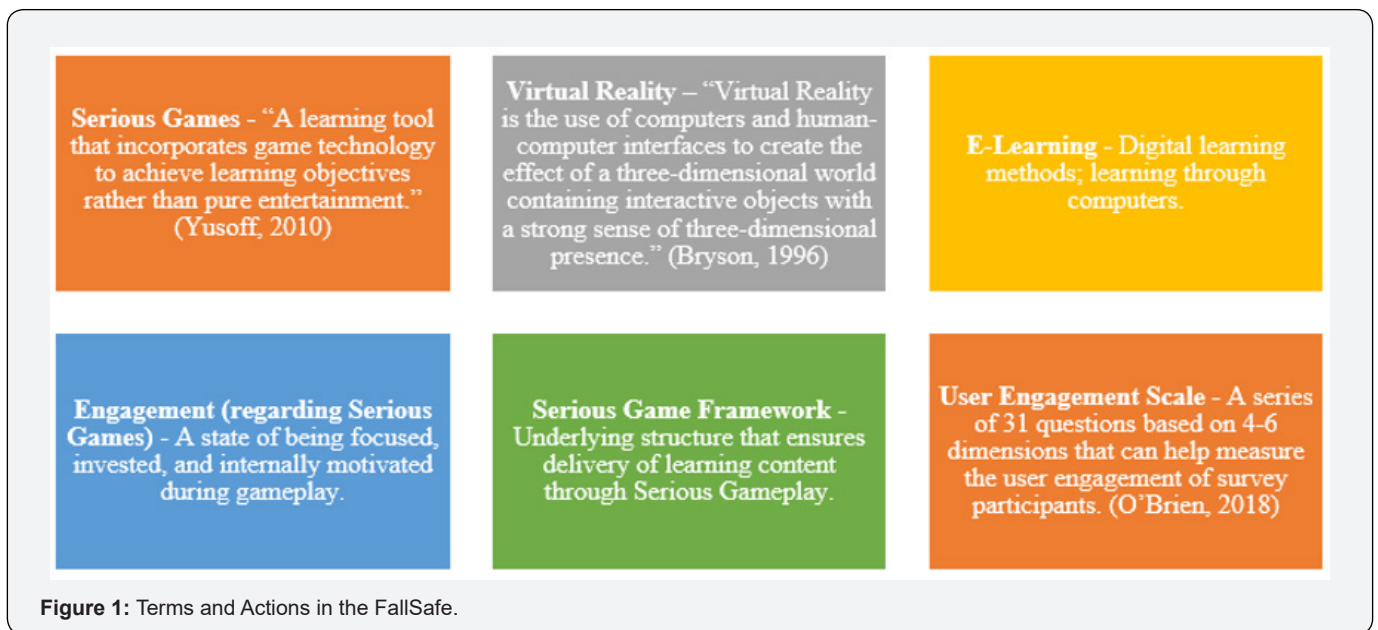 Serious Games - “A learning tool
that incorporates game technology
to achieve learning objectives
rather than pure entertainment.”
(Yusoff, 2010)
Virtual Reality – “Virtual Reality
is the use of computers and human-
computer interfaces to create the
effect of a three-dimensional world
containing interactive objects with
a strong sense of three-dimensional
presence.” (Bryson, 1996)
E-Learning - Digital learning
methods; learning through
computers.
Engagement (regarding Serious
Games) - A state of being focused,
invested, and internally motivated
during gameplay.
Serious Game Framework -
Underlying structure that ensures
delivery of learning content
through Serious Gameplay.
User Engagement Scale - A series
of 31 questions based on 4-6
dimensions that can help measure
the user engagement of survey
participants. (O’Brien, 2018)
Figure 1: Terms and Actions in the FallSafe.